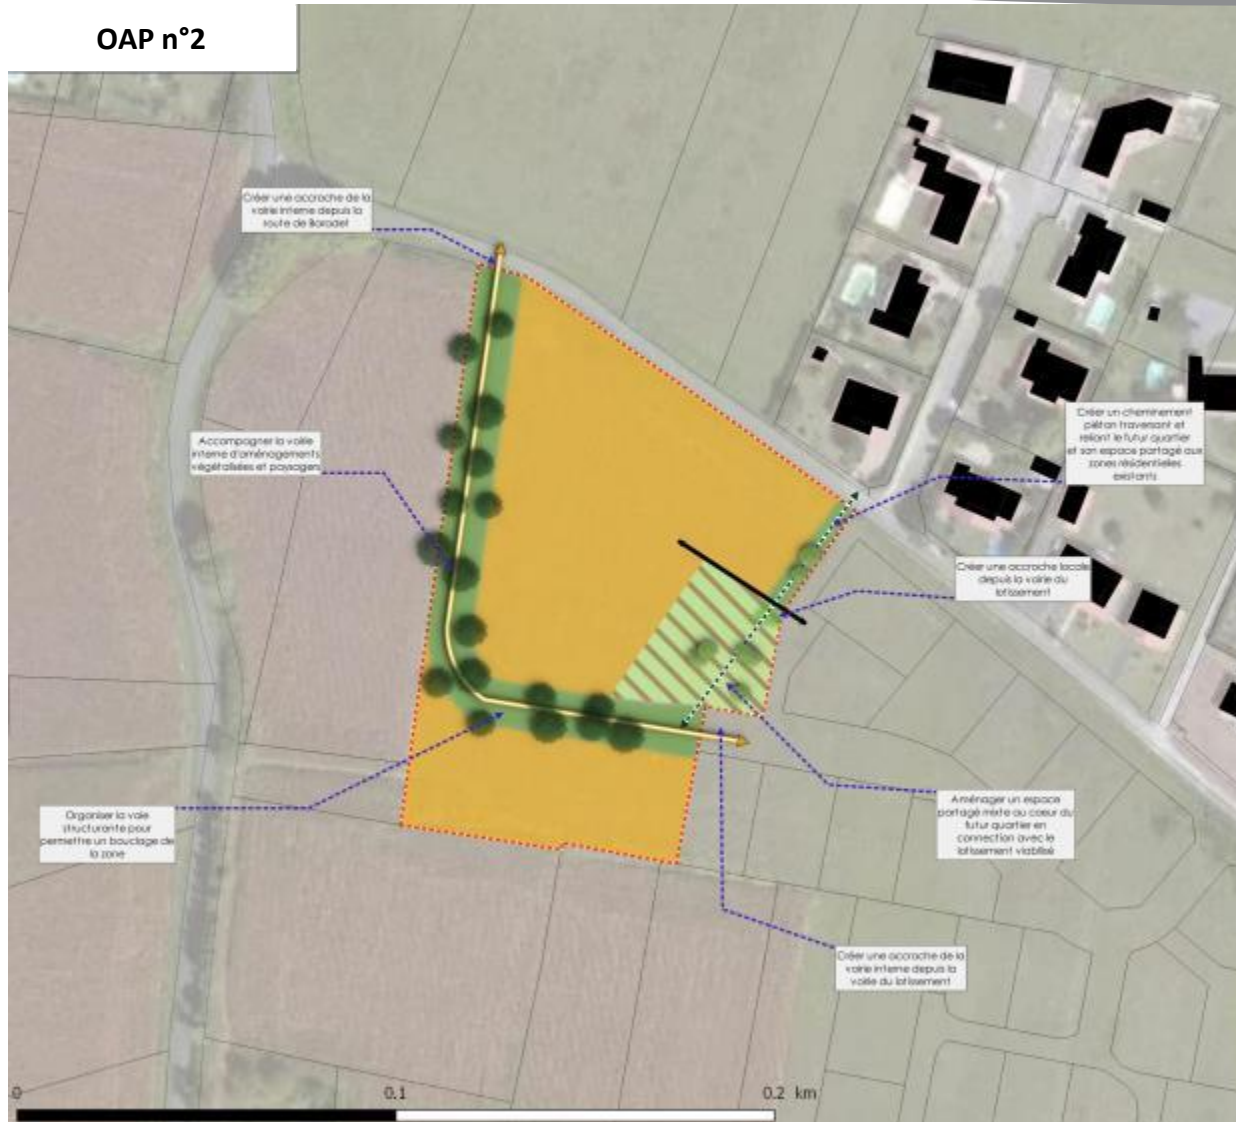 OAP n°2
Créer une accroche de la
voirie interne depuis la
route de Baradet
Accompagner la voirie
interne d'aménagements
végétalisées et paysagers
Créer un cheminement
piéton traversant et
reliant le futur quartier
et son espace partagé aux
zones résidentielles
existants
Créer une accroche locale
depuis la voirie du
lotissement
Organiser la voie
structurante pour
permettre un bouclage de
la zone
Aménager un espace
partagé mixte au coeur du
futur quartier en
connection avec le
lotissement viabilisé
Créer une accroche de la
voirie interne depuis la
voirie du lotissement
0 0.1 0.2 km